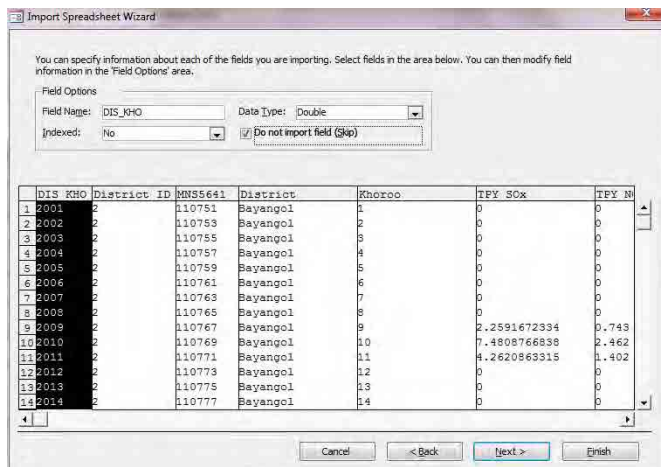 Import Spreadsheet Wizard
You can specify information about each of the fields you are importing. Select fields in the area below. You can then modify field
information in the 'Field Options' area.
Field Options
Field Name: DIS_KHO Data Type: Double
Indexed: No Do not import field (Skip)
DIS KHO District ID MNS5641 District Khoroo TPY SOx TPY NO
1 2001 2 110751 Bayangol 1 0 0
2 2002 2 110753 Bayangol 2 0 0
3 2003 2 110755 Bayangol 3 0 0
4 2004 2 110757 Bayangol 4 0 0
5 2005 2 110759 Bayangol 5 0 0
6 2006 2 110761 Bayangol 6 0 0
7 2007 2 110763 Bayangol 7 0 0
8 2008 2 110765 Bayangol 8 0 0
9 2009 2 110767 Bayangol 9 2.2591672334 0.743
10 2010 2 110769 Bayangol 10 7.4808766838 2.462
11 2011 2 110771 Bayangol 11 4.2620863315 1.402
12 2012 2 110773 Bayangol 12 0 0
13 2013 2 110775 Bayangol 13 0 0
14 2014 2 110777 Bayangol 14 0 0
Cancel < Back Next > Finish